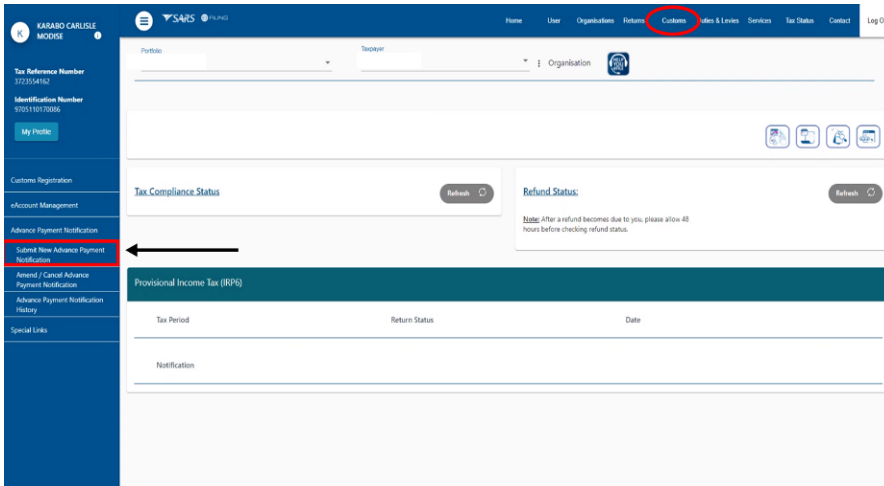 K
KARABO CARLISLE
MODISE
Tax Reference Number
3723554162
Identification Number
9705110170086
My Profile
Customs Registration
eAccount Management
Advance Payment Notification
Submit New Advance Payment
Notification
Amend / Cancel Advance
Payment Notification
Advance Payment Notification
History
Special Links
SARS eFILING
Home User Organisations Returns Customs Duties & Levies Services Tax Status Contact Log O
Portfolio
Taxpayer
Organisation
HELP YOU
Tax Compliance Status
Refresh
Refund Status:
Refresh
Note: After a refund becomes due to you, please allow 48
hours before checking refund status.
Provisional Income Tax (IRP6)
Tax Period Return Status Date
Notification